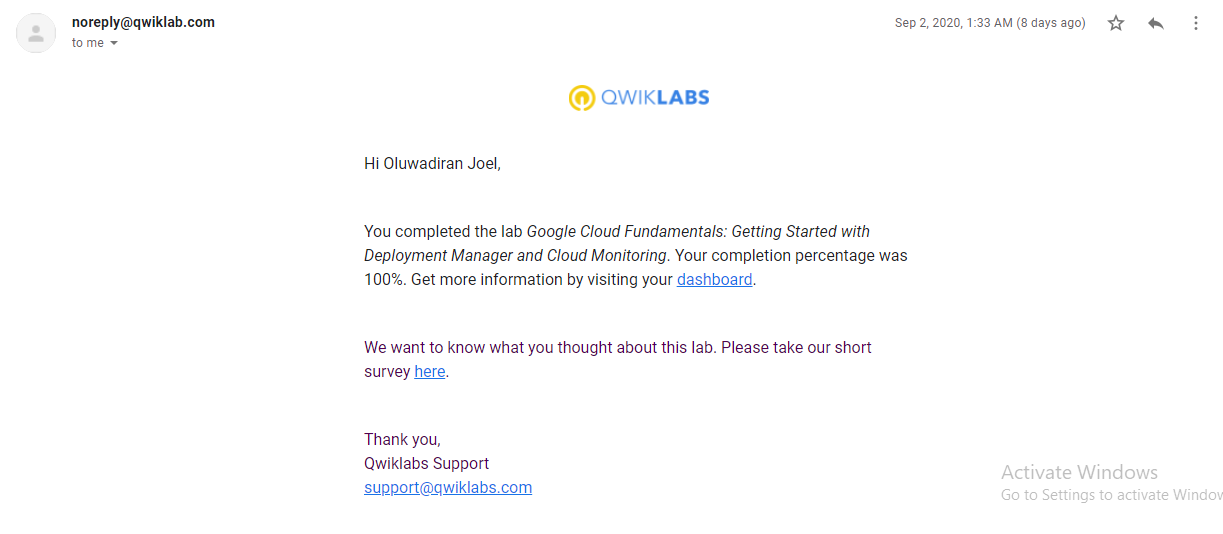 noreply@qwiklab.com
Sep 2, 2020, 1:33 AM (8 days ago)
to me
QWIKLABS
Hi Oluwadiran Joel,
You completed the lab Google Cloud Fundamentals: Getting Started with
Deployment Manager and Cloud Monitoring. Your completion percentage was
100%. Get more information by visiting your dashboard.
We want to know what you thought about this lab. Please take our short
survey here.
Thank you,
Qwiklabs Support
support@qwiklabs.com
Activate Windows
Go to Settings to activate Window